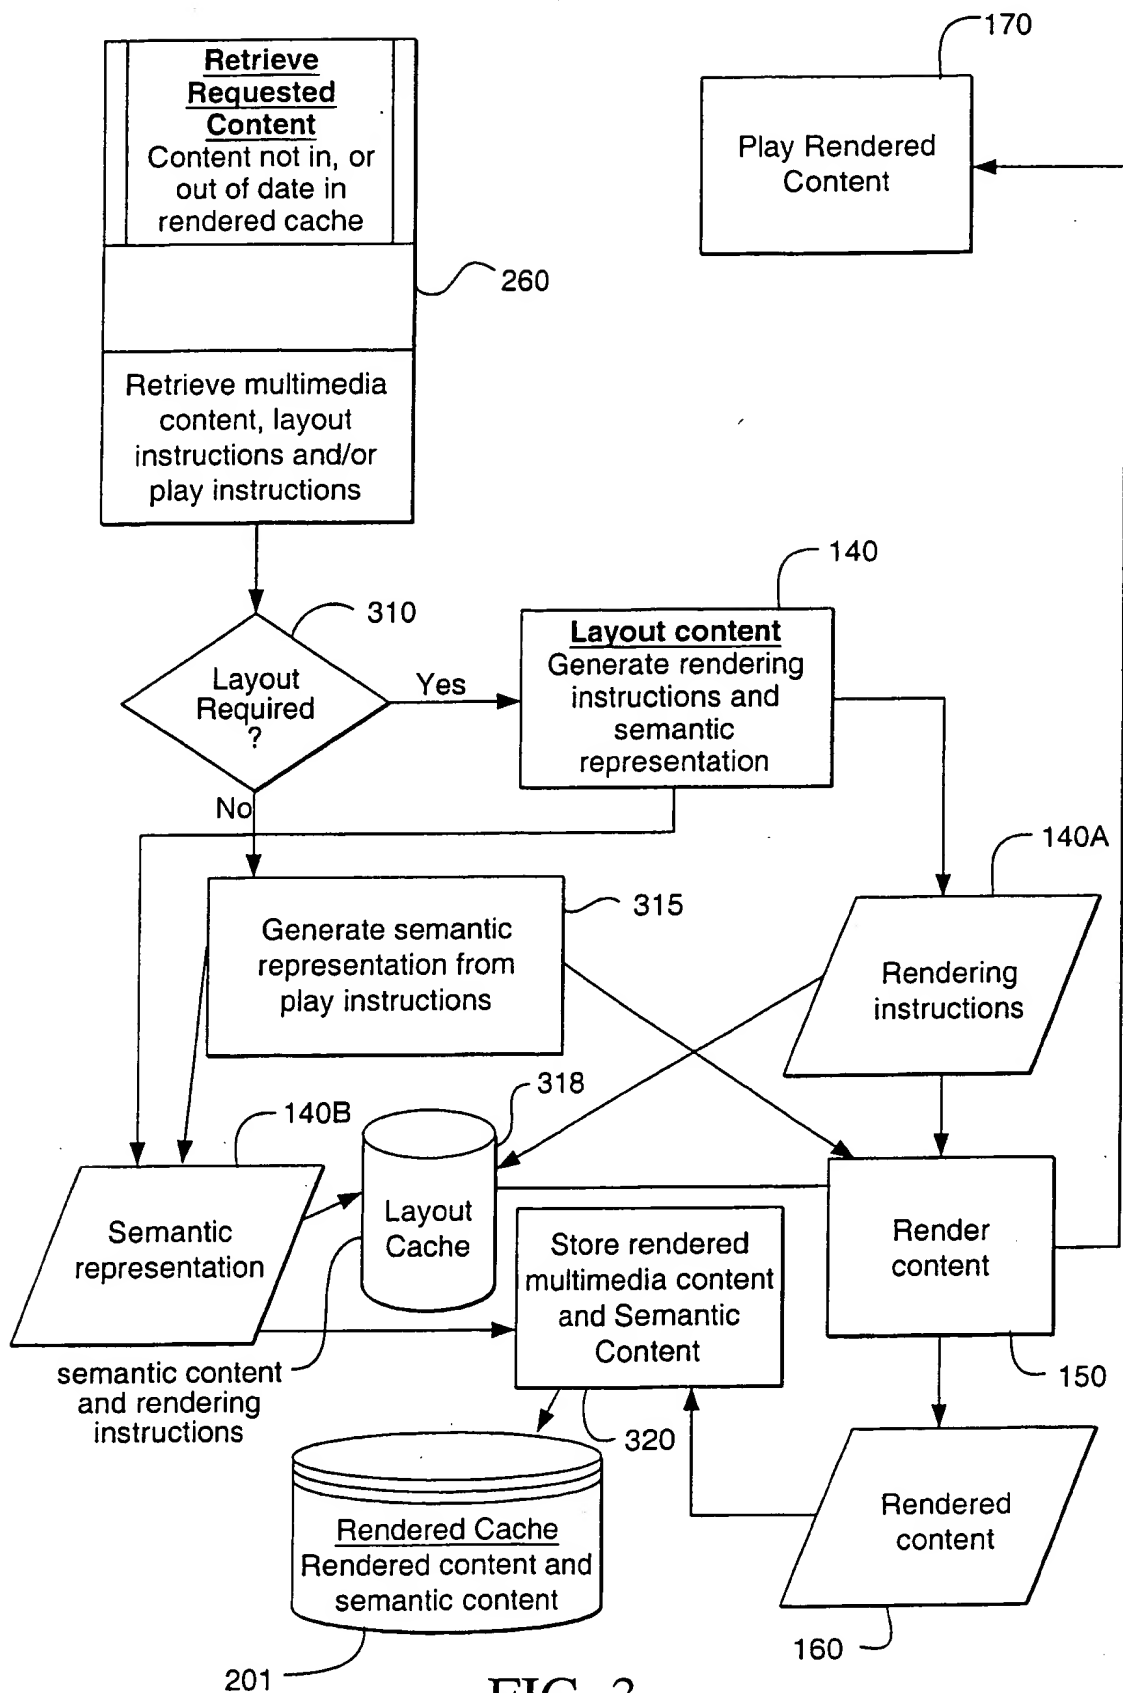 170
Retrieve
Requested
Content
Content not in, or
out of date in
rendered cache
Play Rendered
Content
260
Retrieve multimedia
content, layout
instructions and/or
play instructions
140
310
Layout content
Generate rendering
instructions and
semantic
representation
Layout
Required
?
Yes
No
140A
315
Generate semantic
representation from
play instructions
Rendering
instructions
318
140B
Layout
Cache
Semantic
representation
Render
content
Store rendered
multimedia content
and Semantic
Content
semantic content
and rendering
instructions
150
320
Rendered
content
Rendered Cache
Rendered content and
semantic content
160
201
FIG.